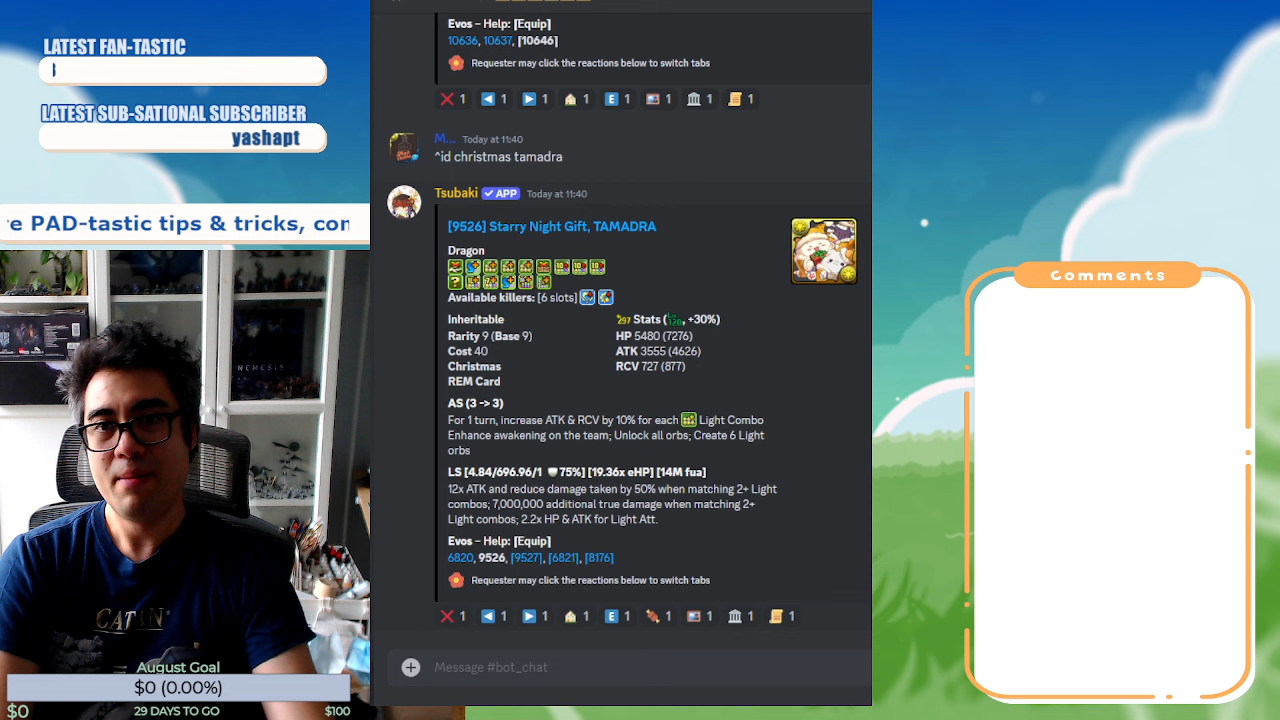 LATEST FAN-TASTIC
LATEST SUB-SATIONAL SUBSCRIBER
yashapt
PAD-tastic tips & tricks,
NEMESIS
CATAN
August Goal
$0 (0.00%)
$0
29 DAYS TO GO
$100
Evos – Help: [Equip]
10636, 10637, [10646]
Requester may click the reactions below to switch tabs
1 1 1 1 E 1 1 1 1
M... Today at 11:40
^id christmas tamadra
Tsubaki APP Today at 11:40
[9526] Starry Night Gift, TAMADRA
Dragon
Available killers: [6 slots]
Inheritable
Rarity 9 (Base 9)
Cost 40
Christmas
REM Card
297 Stats (Lv 120, +30%)
HP 5480 (7276)
ATK 3555 (4626)
RCV 727 (877)
AS (3 -> 3)
For 1 turn, increase ATK & RCV by 10% for each Light Combo
Enhance awakening on the team; Unlock all orbs; Create 6 Light
orbs
LS [4.84/696.96/1 75%] [19.36x eHP] [14M fua]
12x ATK and reduce damage taken by 50% when matching 2+ Light
combos; 7,000,000 additional true damage when matching 2+
Light combos; 2.2x HP & ATK for Light Att.
Evos – Help: [Equip]
6820, 9526, [9527], [6821], [8176]
Requester may click the reactions below to switch tabs
1 1 1 1 E 1 1 1 1 1
Message #bot_chat
Comments